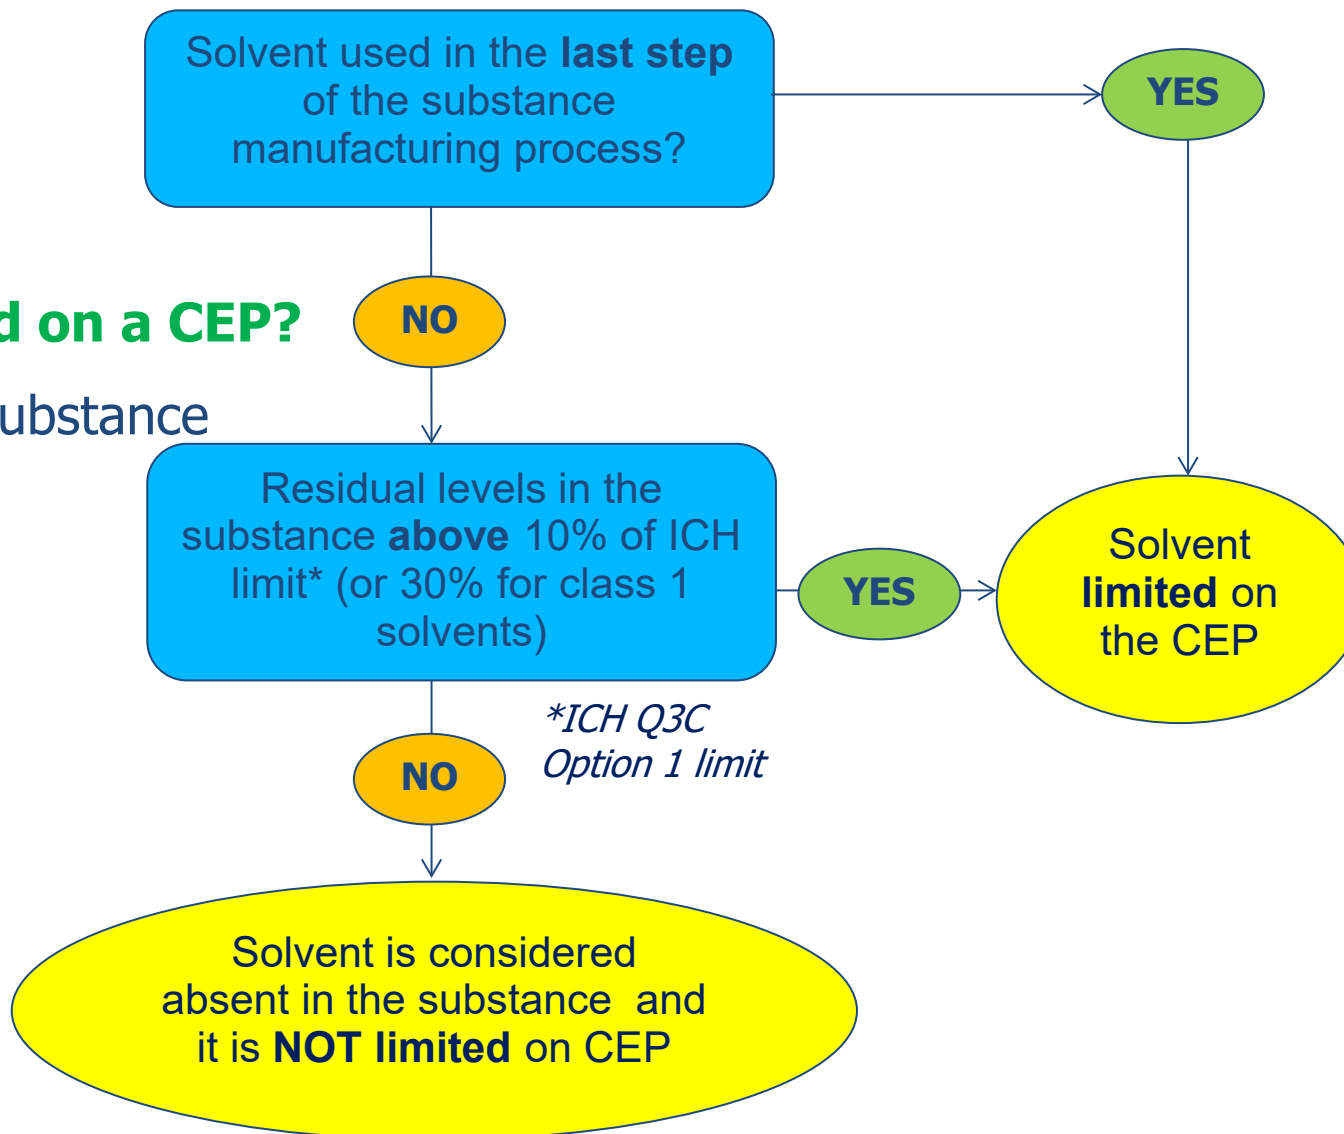 Solvent used in the last step
of the substance
manufacturing process?
YES
NO
d on a CEP?
ubstance
Residual levels in the
substance above 10% of ICH
limit* (or 30% for class 1
solvents)
YES
Solvent
limited on
the CEP
*ICH Q3C
Option 1 limit
NO
Solvent is considered
absent in the substance and
it is NOT limited on CEP